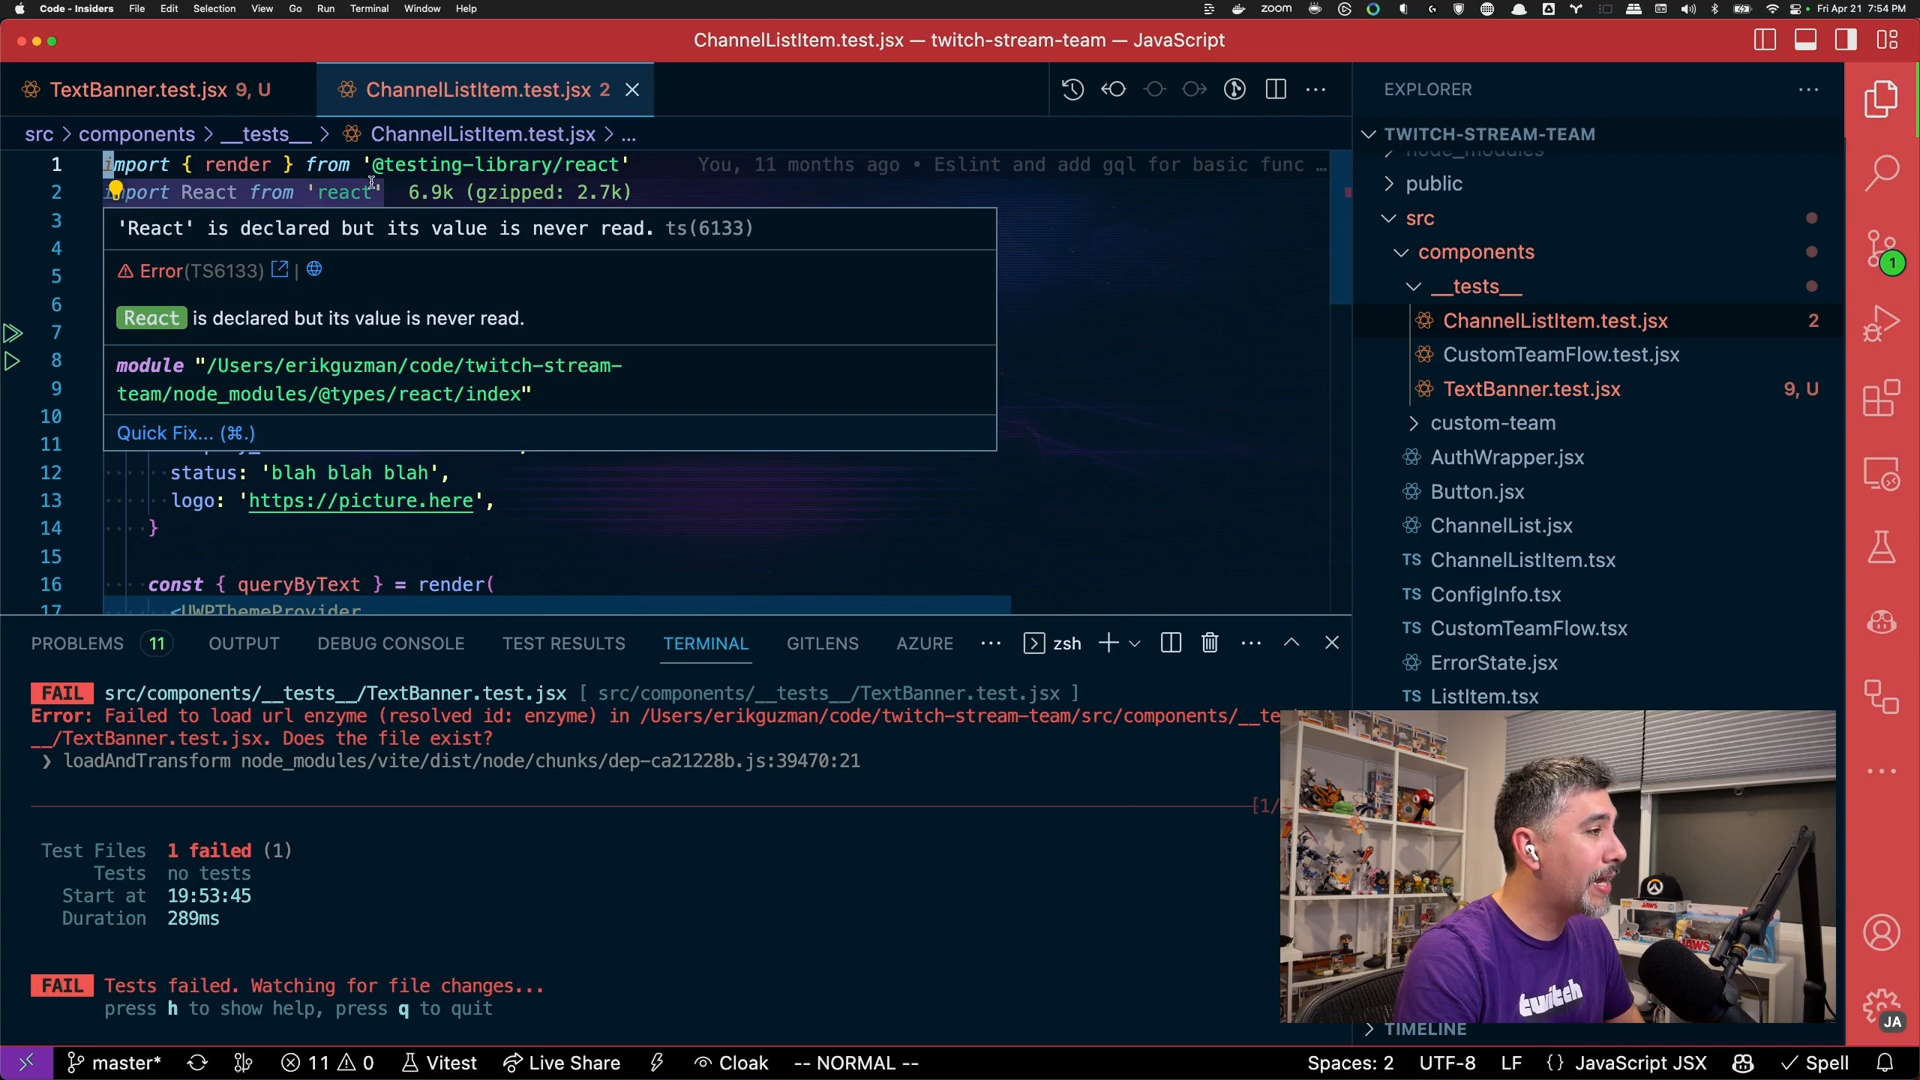 Code - Insiders File Edit Selection View Go Run Terminal Window Help zoom Fri Apr 21 7:54 PM
ChannelListItem.test.jsx — twitch-stream-team — JavaScript
TextBanner.test.jsx 9, U
ChannelListItem.test.jsx 2
src > components > __tests__ > ChannelListItem.test.jsx > ...
1 import { render } from '@testing-library/react' You, 11 months ago • Eslint and add gql for basic func ...
2 import React from 'react' 6.9k (gzipped: 2.7k)
3
4
5
6
7
8
9
10
11
'React' is declared but its value is never read. ts(6133)
Error(TS6133) |
React is declared but its value is never read.
module "/Users/erikguzman/code/twitch-stream-
team/node_modules/@types/react/index"
Quick Fix... (⌘.)
12 status: 'blah blah blah',
13 logo: 'https://picture.here',
14 }
15
16 const { queryByText } = render(
17 <UWPThemeProvider
EXPLORER
TWITCH-STREAM-TEAM
node_modules
public
src
components
__tests__
ChannelListItem.test.jsx 2
CustomTeamFlow.test.jsx
TextBanner.test.jsx 9, U
custom-team
AuthWrapper.jsx
Button.jsx
ChannelList.jsx
TS ChannelListItem.tsx
TS ConfigInfo.tsx
TS CustomTeamFlow.tsx
ErrorState.jsx
TS ListItem.tsx
TIMELINE
1
JA
PROBLEMS 11 OUTPUT DEBUG CONSOLE TEST RESULTS TERMINAL GITLENS AZURE ... zsh
FAIL src/components/__tests__/TextBanner.test.jsx [ src/components/__tests__/TextBanner.test.jsx ]
Error: Failed to load url enzyme (resolved id: enzyme) in /Users/erikguzman/code/twitch-stream-team/src/components/__te
__/TextBanner.test.jsx. Does the file exist?
❯ loadAndTransform node_modules/vite/dist/node/chunks/dep-ca21228b.js:39470:21
[1/
Test Files 1 failed (1)
Tests no tests
Start at 19:53:45
Duration 289ms
FAIL Tests failed. Watching for file changes...
press h to show help, press q to quit
twitch
JAWS
JAWS
master* 11 0 Vitest Live Share Cloak -- NORMAL -- Spaces: 2 UTF-8 LF {} JavaScript JSX Spell